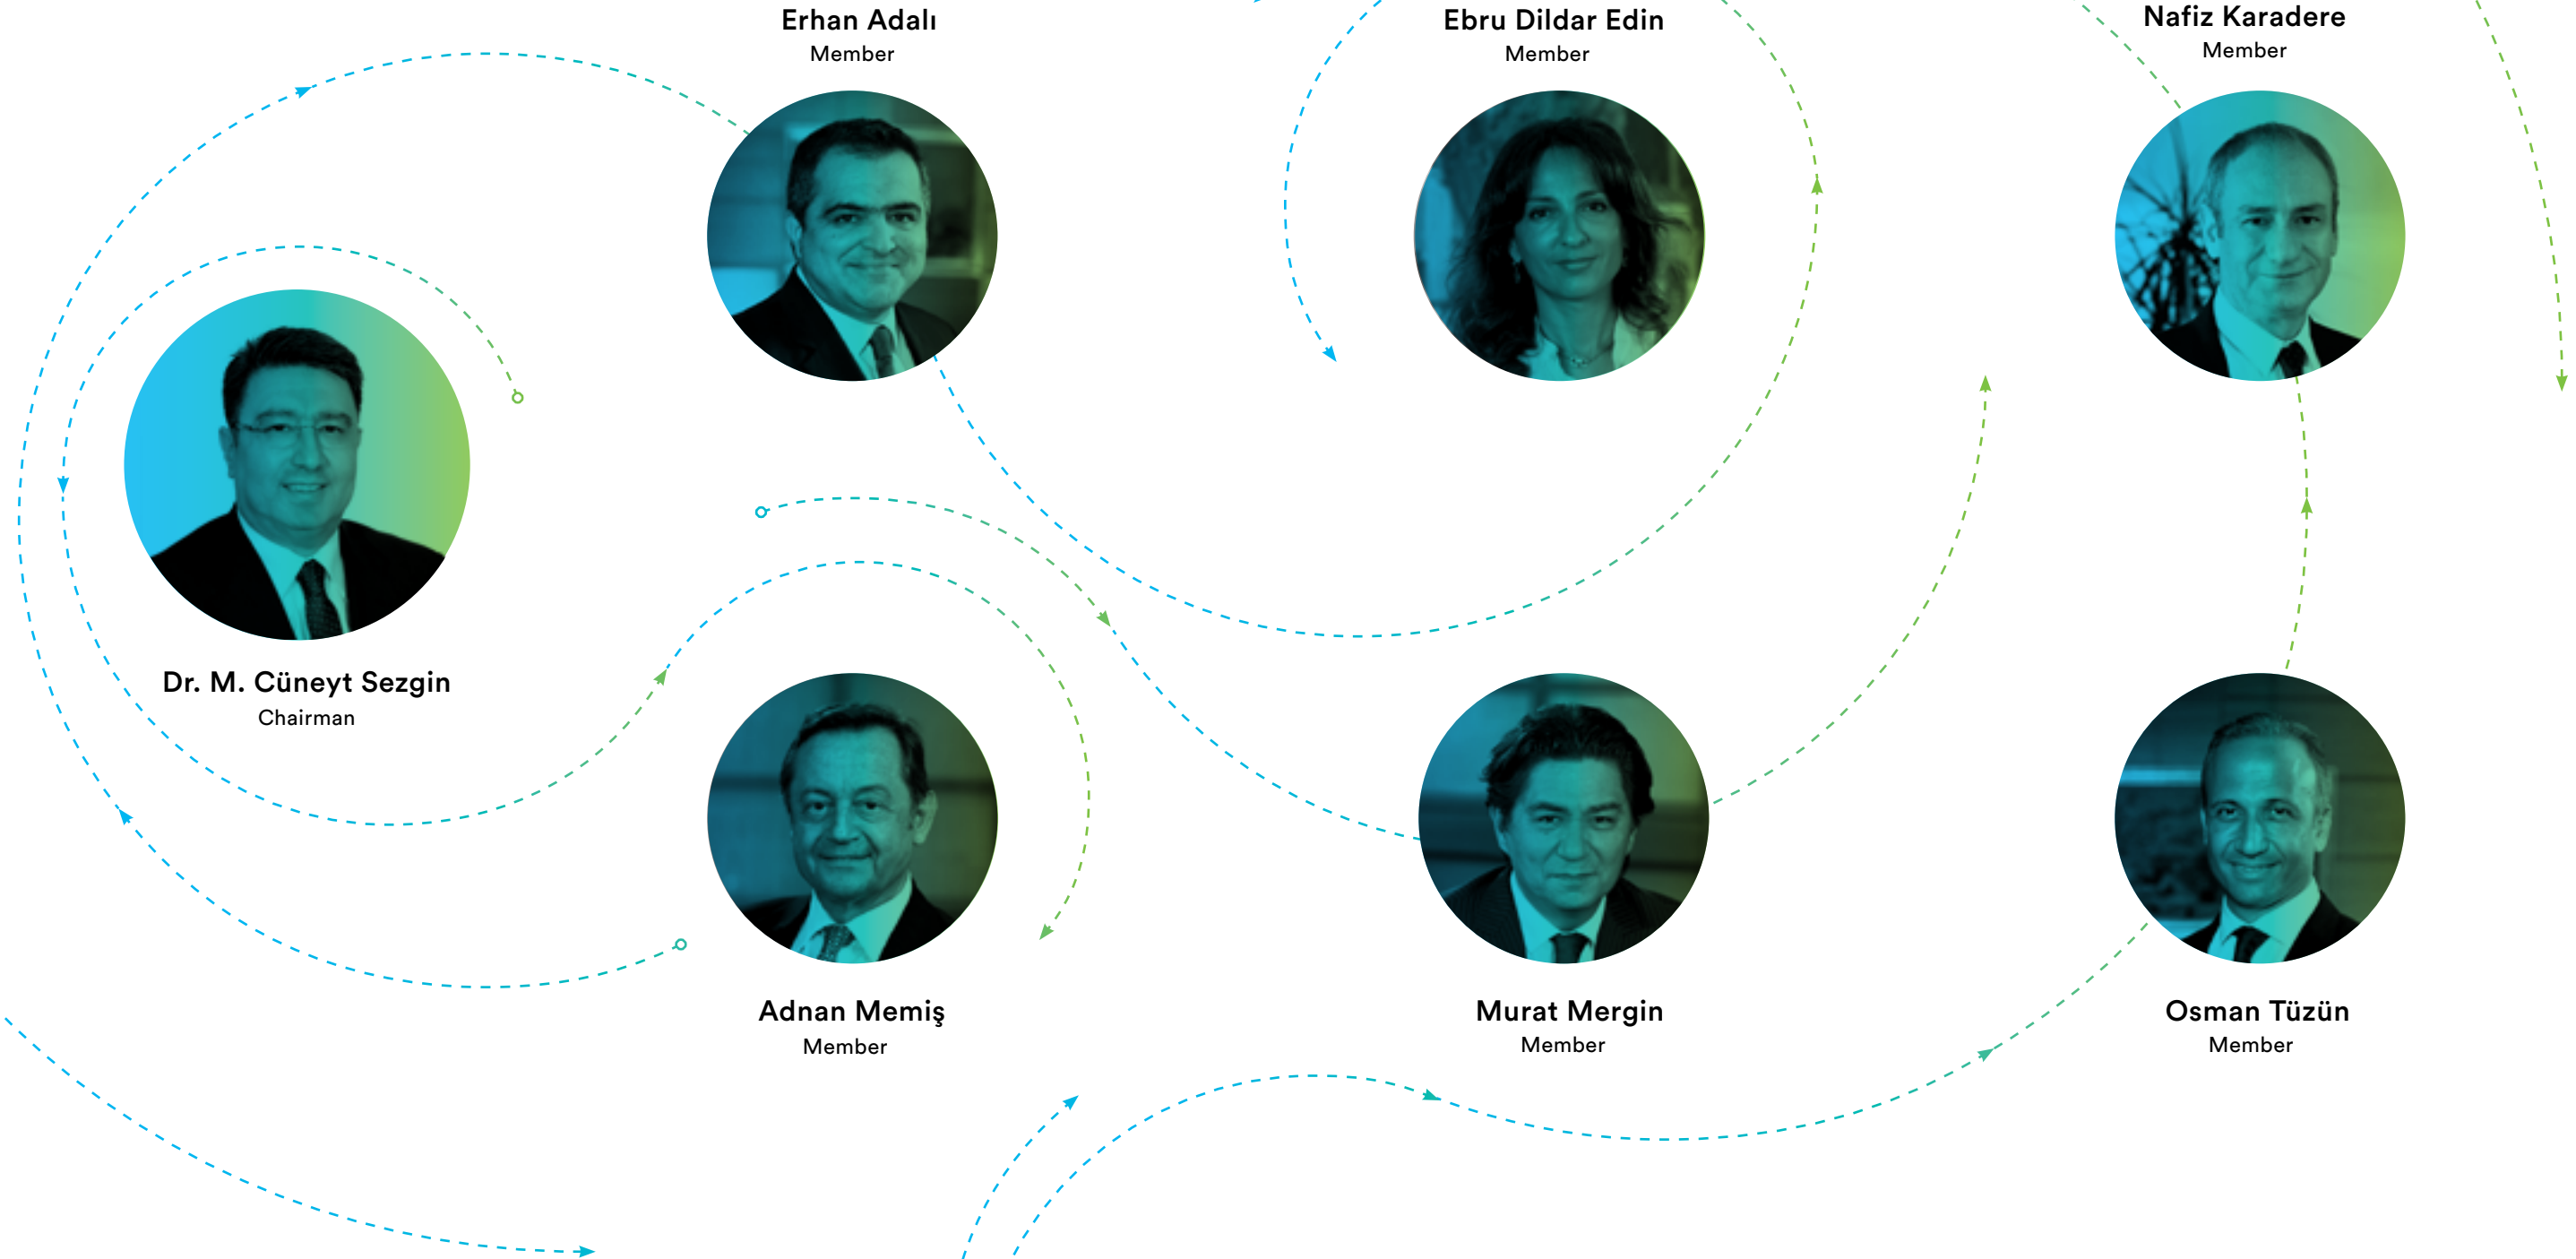 Erhan Adalı
Member
Ebru Dildar Edin
Member
Nafiz Karadere
Member
Dr. M. Cüneyt Sezgin
Chairman
Adnan Memiş
Member
Murat Mergin
Member
Osman Tüzün
Member